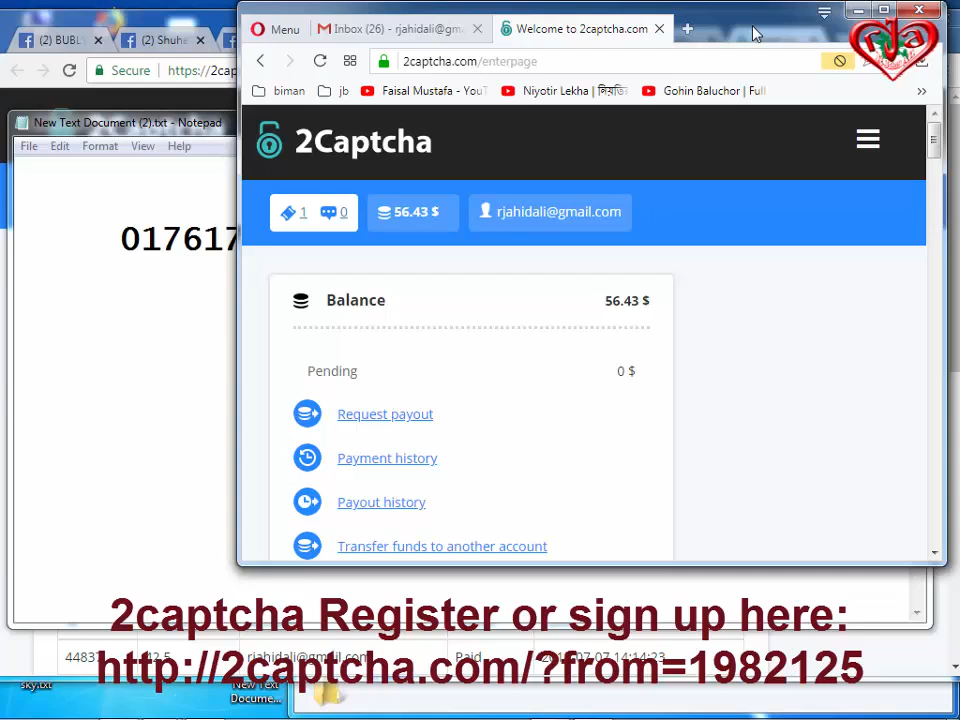 Menu
Inbox (26) - rjahidali@gm
Welcome to 2captcha.com
(2) BUBL
(2) Shuhe
Secure
https://2cap
2captcha.com/enterpage
biman
jb
Faisal Mustafa - YouT
Niyotir Lekha |
Gohin Baluchor | Full
New Text Document (2).txt - Notepad
File Edit Format View Help
017617
2Captcha
1
0
56.43 $
rjahidali@gmail.com
Balance
56.43 $
Pending
0 $
Request payout
Payment history
Payout history
Transfer funds to another account
2captcha Register or sign up here:
http://2captcha.com/?from=1982125
rjahidali@gmail.com
Paid
sky.txt
New Text
Docume...